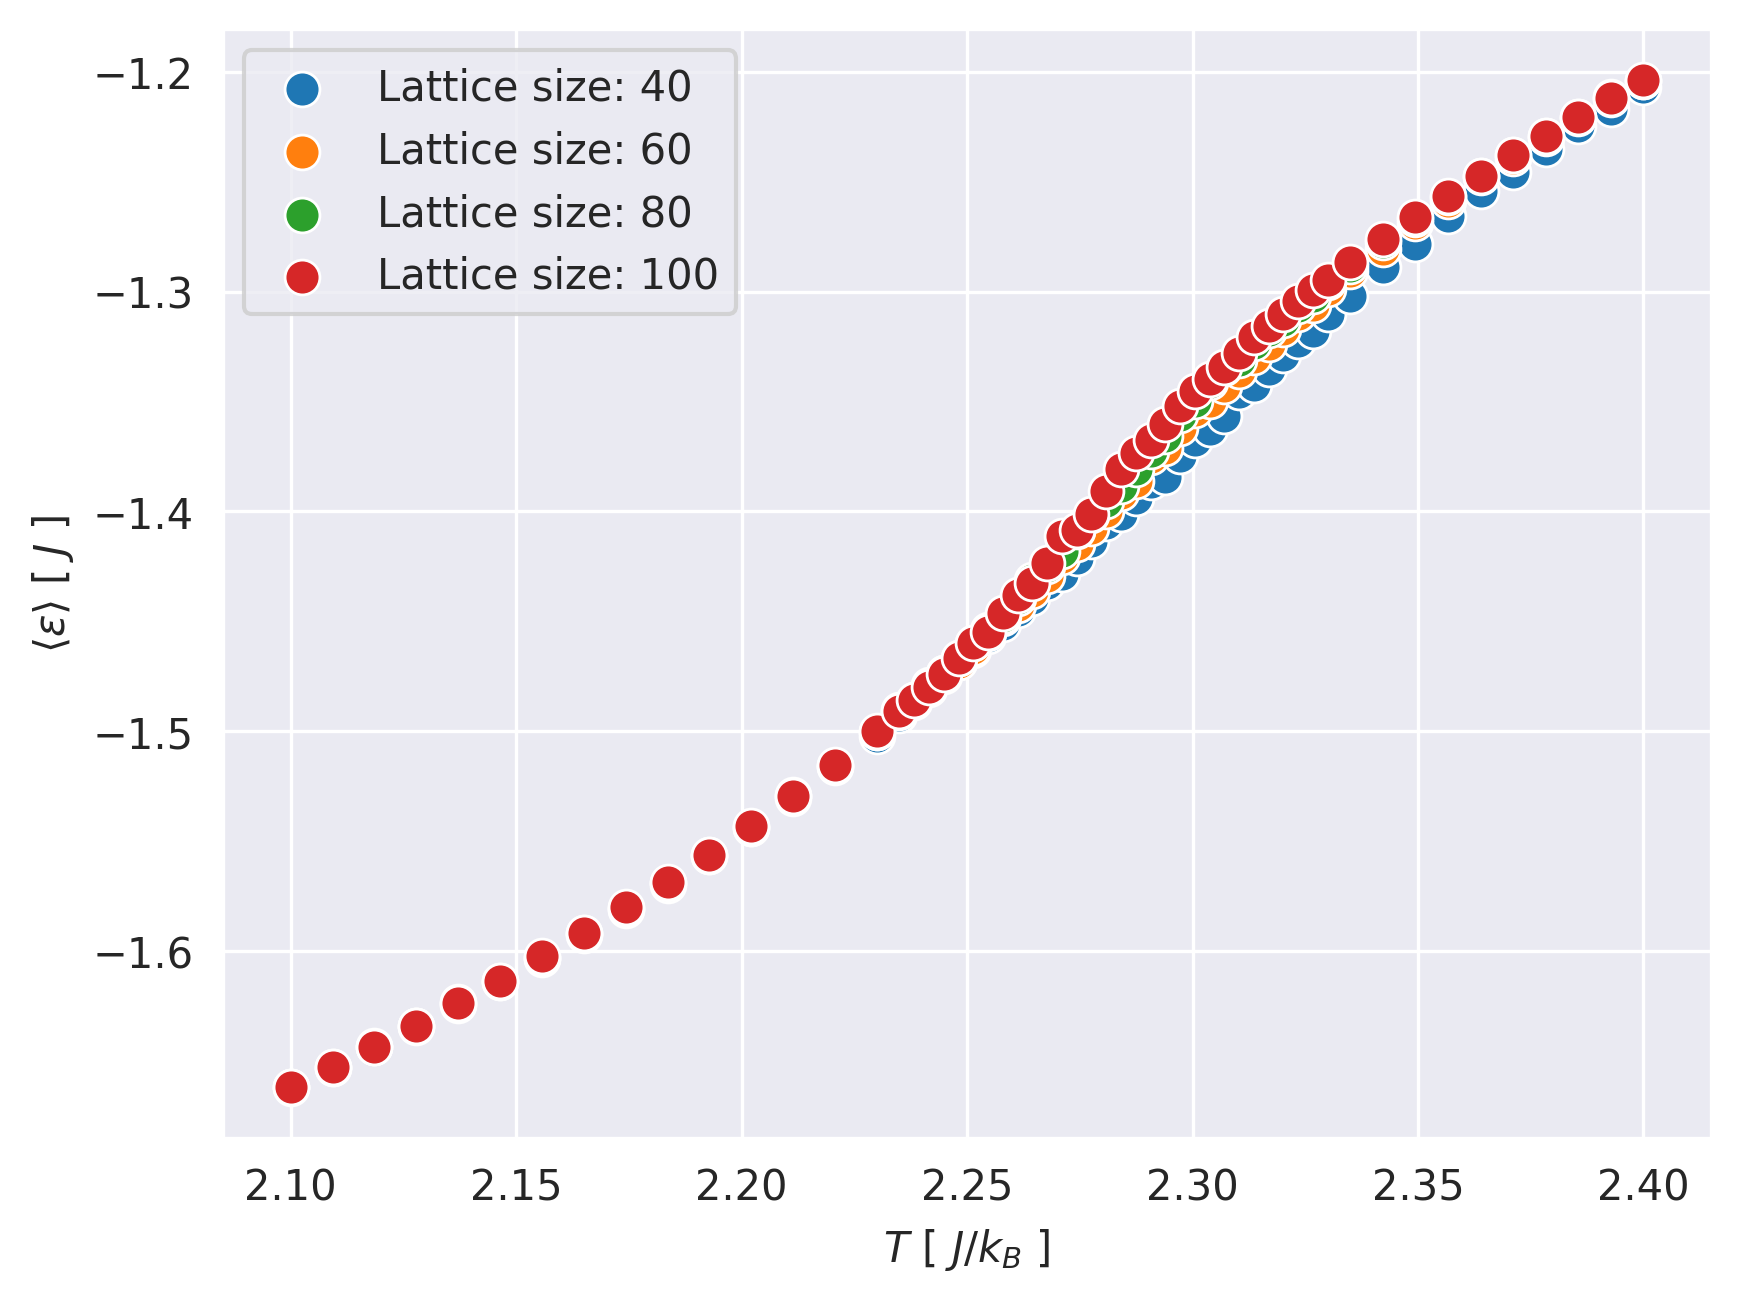 −1.2
−1.3
−1.4
−1.5
−1.6
⟨ε⟩ [ J ]
Lattice size: 40
Lattice size: 60
Lattice size: 80
Lattice size: 100
2.10 2.15 2.20 2.25 2.30 2.35 2.40
T [ J/k_B ]